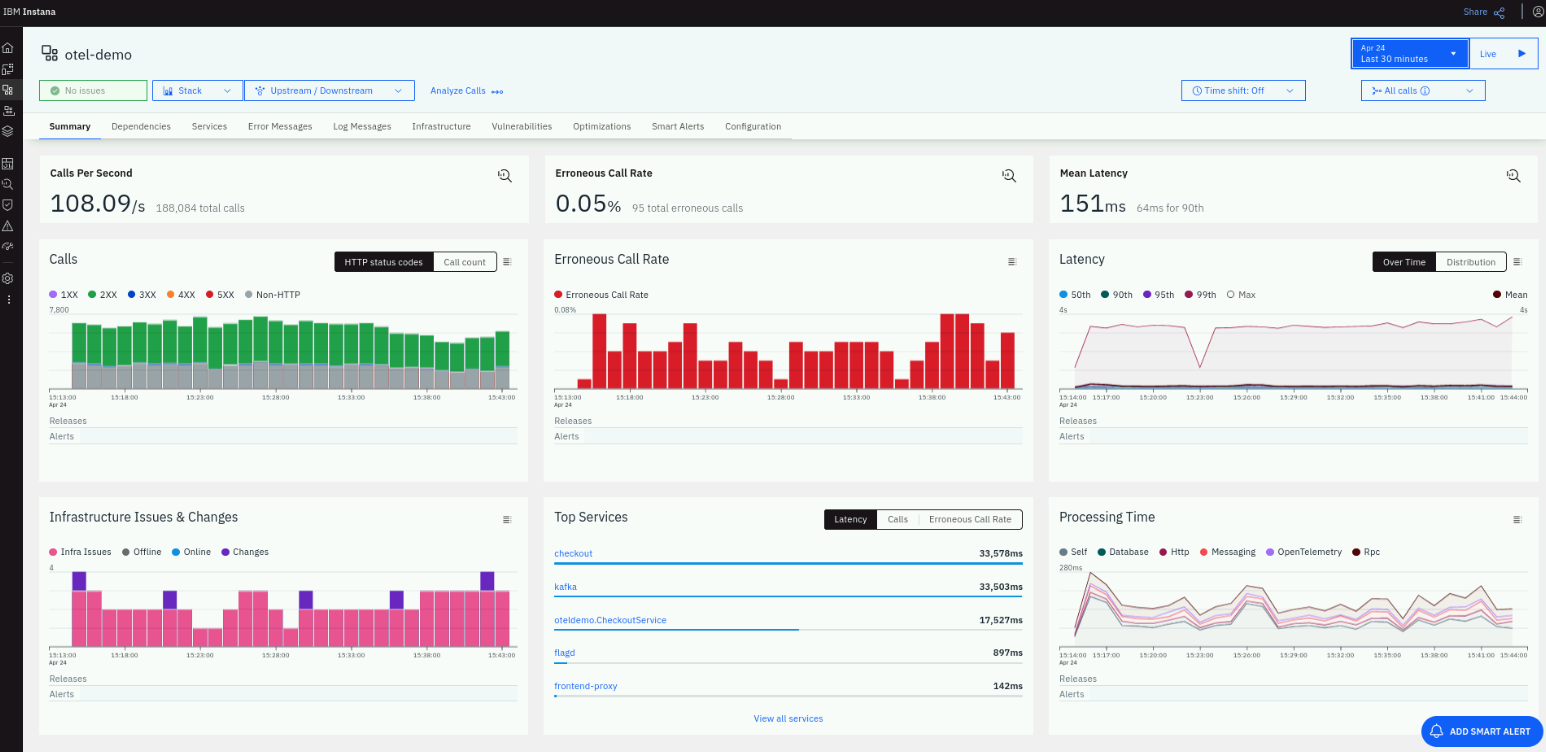 IBM Instana
Share
otel-demo
Apr 24
Last 30 minutes
Live
No issues
Stack
Upstream / Downstream
Analyze Calls
Time shift: Off
All calls
Summary
Dependencies
Services
Error Messages
Log Messages
Infrastructure
Vulnerabilities
Optimizations
Smart Alerts
Configuration
Calls Per Second
108.09/s 188,084 total calls
Erroneous Call Rate
0.05% 95 total erroneous calls
Mean Latency
151ms 64ms for 90th
Calls
HTTP status codes
Call count
1XX 2XX 3XX 4XX 5XX Non-HTTP
7,800
15:13:00 15:18:00 15:23:00 15:28:00 15:33:00 15:38:00 15:43:00
Apr 24
Releases
Alerts
Erroneous Call Rate
Erroneous Call Rate
0.08%
15:13:00 15:18:00 15:23:00 15:28:00 15:33:00 15:38:00 15:43:00
Apr 24
Releases
Alerts
Latency
Over Time
Distribution
50th 90th 95th 99th Max Mean
4s 4s
15:14:00 15:17:00 15:20:00 15:23:00 15:26:00 15:29:00 15:32:00 15:35:00 15:38:00 15:41:00 15:44:00
Apr 24
Releases
Alerts
Infrastructure Issues & Changes
Infra Issues Offline Online Changes
4
15:13:00 15:18:00 15:23:00 15:28:00 15:33:00 15:38:00 15:43:00
Apr 24
Releases
Alerts
Top Services
Latency
Calls
Erroneous Call Rate
checkout 33,578ms
kafka 33,503ms
oteldemo.CheckoutService 17,527ms
flagd 897ms
frontend-proxy 142ms
View all services
Processing Time
Self Database Http Messaging OpenTelemetry Rpc
280ms
15:14:00 15:17:00 15:20:00 15:23:00 15:26:00 15:29:00 15:32:00 15:35:00 15:38:00 15:41:00 15:44:00
Apr 24
Releases
Alerts
ADD SMART ALERT